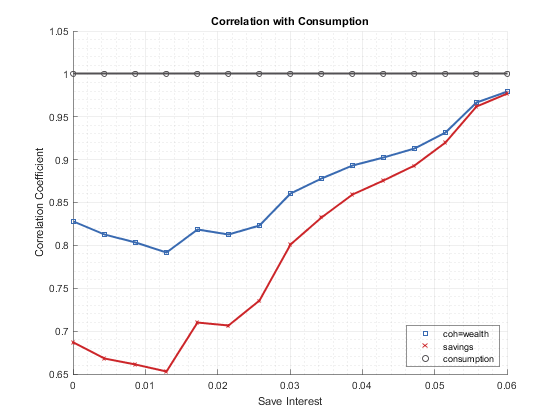 Correlation with Consumption
1.05
1
0.95
0.9
0.85
0.8
0.75
0.7
0.65
Correlation Coefficient
0
0.01
0.02
0.03
0.04
0.05
0.06
Save Interest
coh=wealth
savings
consumption